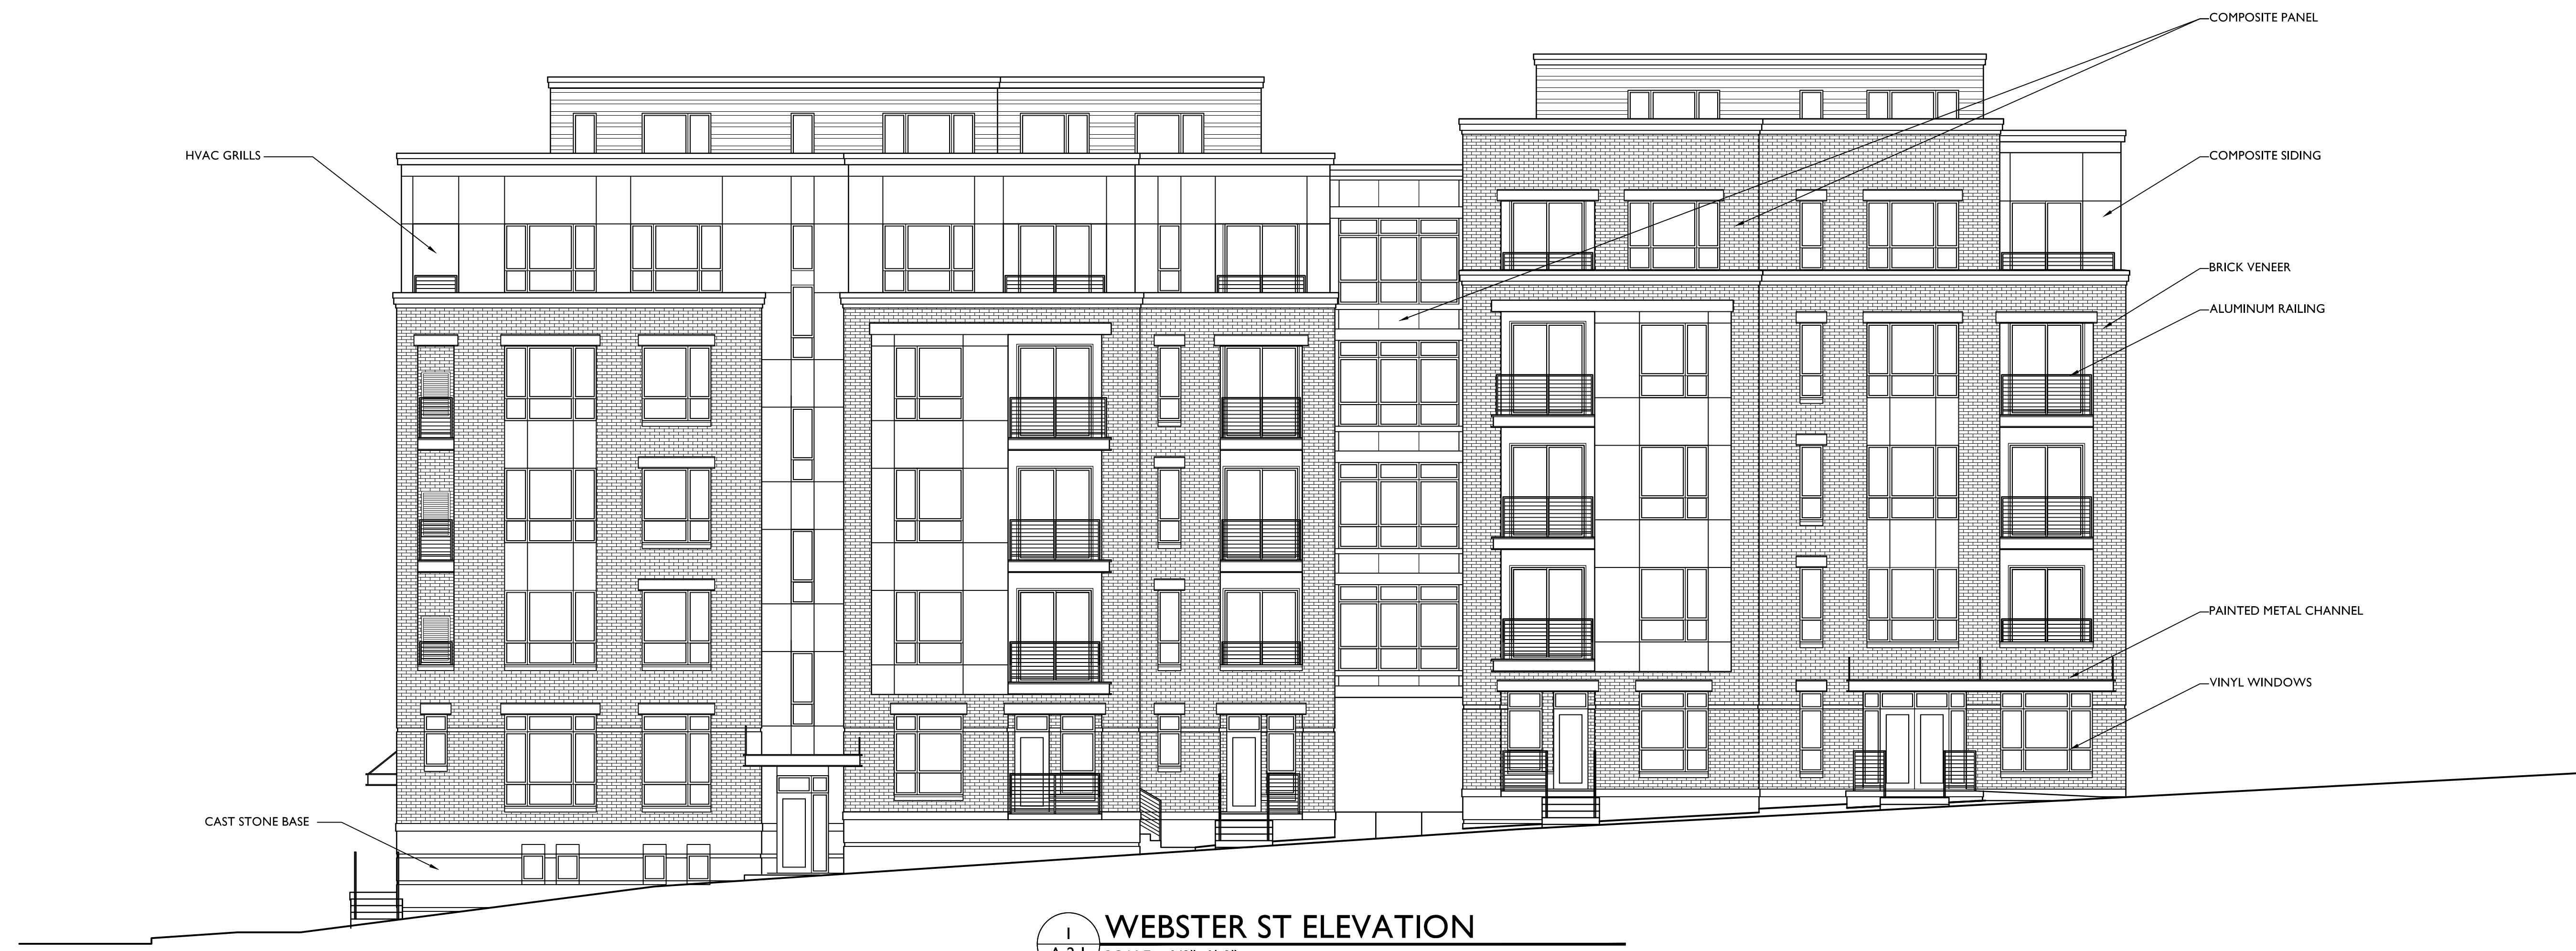 COMPOSITE PANEL
HVAC GRILLS
COMPOSITE SIDING
BRICK VENEER
ALUMINUM RAILING
PAINTED METAL CHANNEL
VINYL WINDOWS
CAST STONE BASE
1
WEBSTER ST ELEVATION